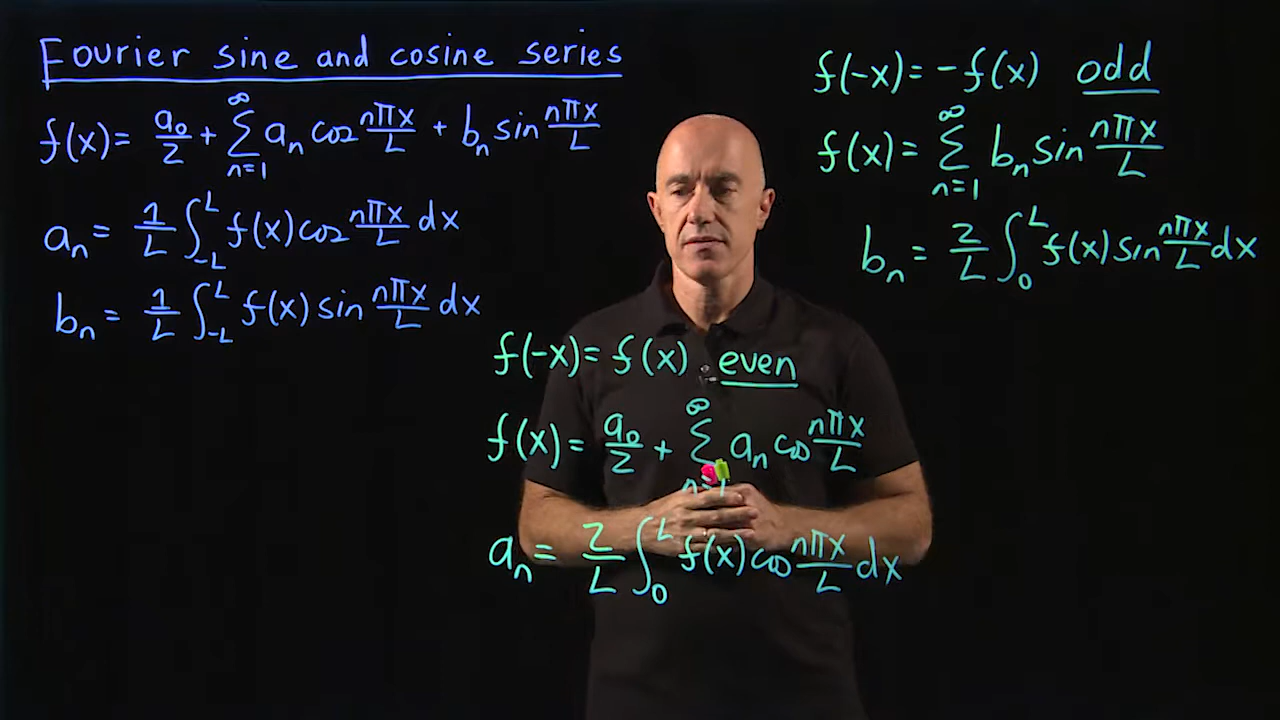 Fourier sine and cosine series
f(x) = a₀/2 + ∑_{n=1}^{∞} aₙ cos nπx/L + bₙ sin nπx/L
aₙ = 1/L ∫_{-L}^{L} f(x) cos nπx/L dx
bₙ = 1/L ∫_{-L}^{L} f(x) sin nπx/L dx
f(-x) = f(x) even
f(x) = a₀/2 + ∑_{n=1}^{∞} aₙ cos nπx/L
aₙ = 2/L ∫_0^L f(x) cos nπx/L dx
f(-x) = -f(x) odd
f(x) = ∑_{n=1}^{∞} bₙ sin nπx/L
bₙ = 2/L ∫_0^L f(x) sin nπx/L dx